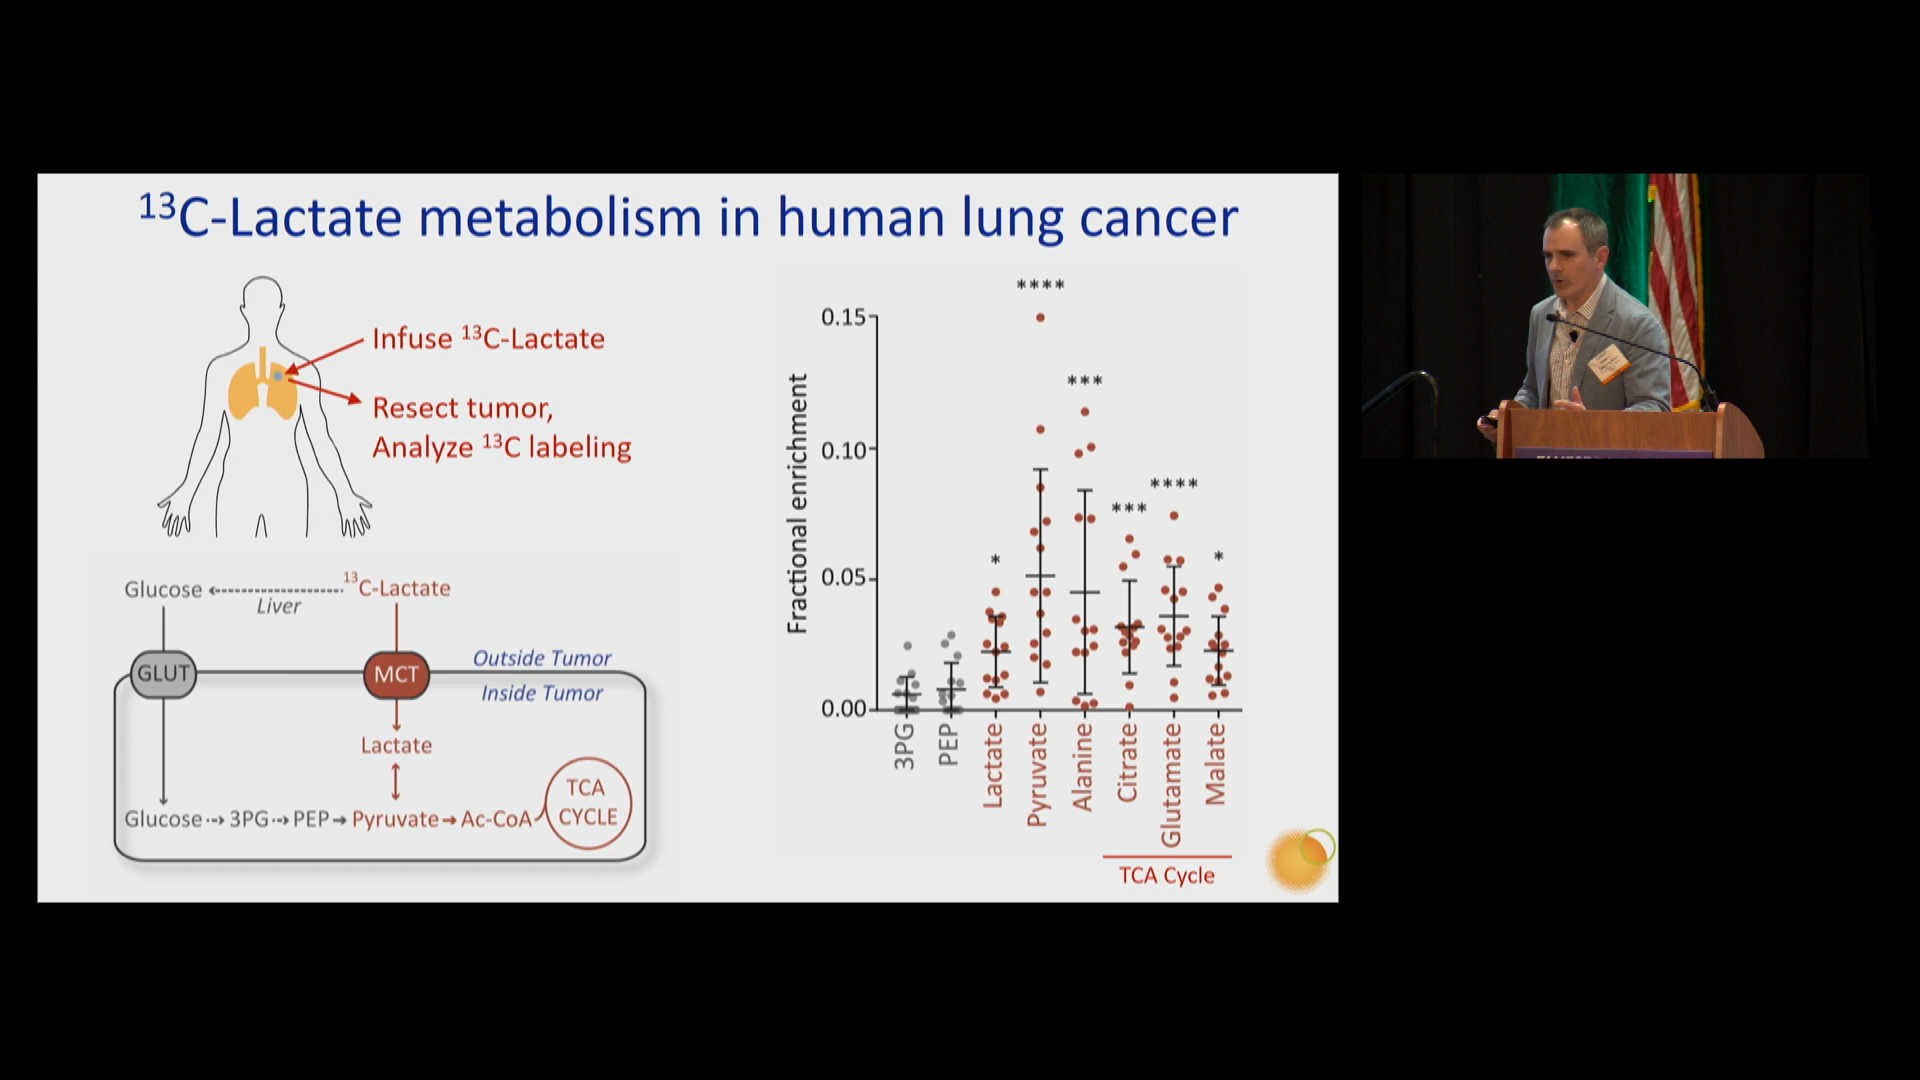 ¹³C-Lactate metabolism in human lung cancer
Infuse ¹³C-Lactate
Resect tumor,
Analyze ¹³C labeling
Glucose
Liver
¹³C-Lactate
GLUT
MCT
Outside Tumor
Inside Tumor
Lactate
TCA
CYCLE
Glucose
3PG
PEP
Pyruvate
Ac-CoA
Fractional enrichment
0.15
0.10
0.05
0.00
*
****
***
***
****
*
3PG
PEP
Lactate
Pyruvate
Alanine
Citrate
Glutamate
Malate
TCA Cycle